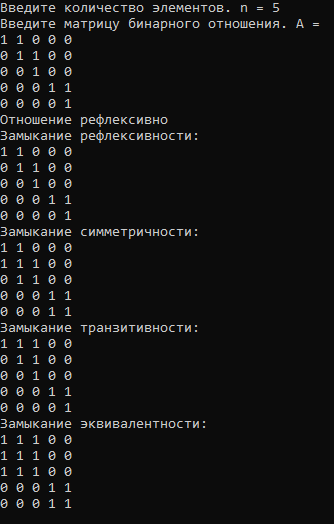 Введите количество элементов. n = 5
Введите матрицу бинарного отношения. A =
1 1 0 0 0
0 1 1 0 0
0 0 1 0 0
0 0 0 1 1
0 0 0 0 1
Отношение рефлексивно
Замыкание рефлексивности:
1 1 0 0 0
0 1 1 0 0
0 0 1 0 0
0 0 0 1 1
0 0 0 0 1
Замыкание симметричности:
1 1 0 0 0
1 1 1 0 0
0 1 1 0 0
0 0 0 1 1
0 0 0 1 1
Замыкание транзитивности:
1 1 1 0 0
0 1 1 0 0
0 0 1 0 0
0 0 0 1 1
0 0 0 0 1
Замыкание эквивалентности:
1 1 1 0 0
1 1 1 0 0
1 1 1 0 0
0 0 0 1 1
0 0 0 1 1